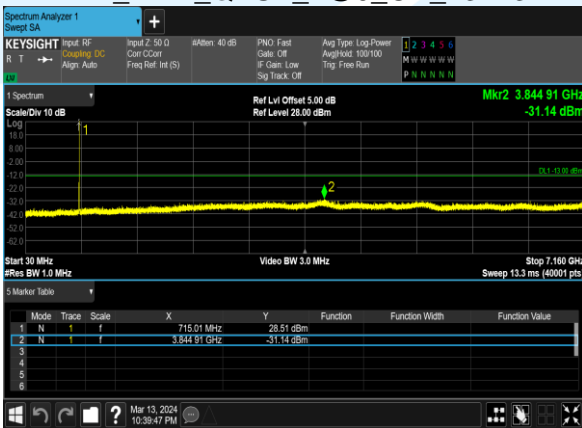 Spectrum Analyzer 1
Swept SA
KEYSIGHT
R T
LW
Input: RF
Coupling: DC
Align: Auto
Input Z: 50 Ω
Corr CCorr
Freq Ref: Int (S)
#Atten: 40 dB
PNO: Fast
Gate: Off
IF Gain: Low
Sig Track: Off
Avg Type: Log-Power
Avg|Hold: 100/100
Trig: Free Run
1 2 3 4 5 6
M W W W W W
P N N N N N
1 Spectrum
Scale/Div 10 dB
Ref Lvl Offset 5.00 dB
Ref Level 28.00 dBm
Mkr2 3.844 91 GHz
-31.14 dBm
Log
18.0
8.00
-2.00
-12.0
-22.0
-32.0
-42.0
-52.0
-62.0
1
2
DL1 -13.00 dBm
Start 30 MHz
#Res BW 1.0 MHz
Video BW 3.0 MHz
Stop 7.160 GHz
Sweep 13.3 ms (40001 pts)
5 Marker Table
Mode Trace Scale X Y Function Function Width Function Value
1 N 1 f 715.01 MHz 28.51 dBm
2 N 1 f 3.844 91 GHz -31.14 dBm
3
4
5
6
?
Mar 13, 2024
10:39:47 PM